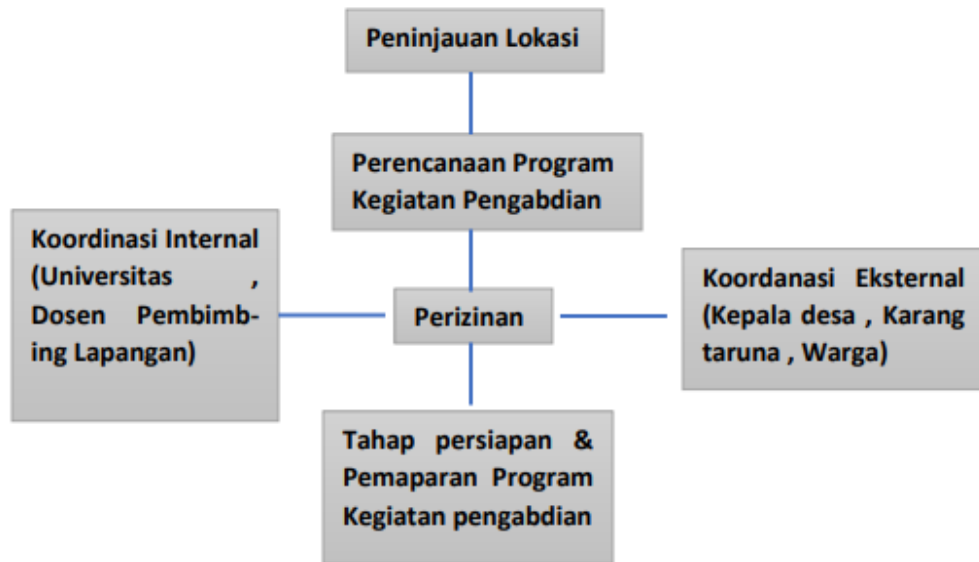 Peninjauan Lokasi
Perencanaan Program
Kegiatan Pengabdian
Koordinasi Internal
(Universitas ,
Dosen Pembimb-
ing Lapangan)
Perizinan
Koordanasi Eksternal
(Kepala desa , Karang
taruna , Warga)
Tahap persiapan &
Pemaparan Program
Kegiatan pengabdian